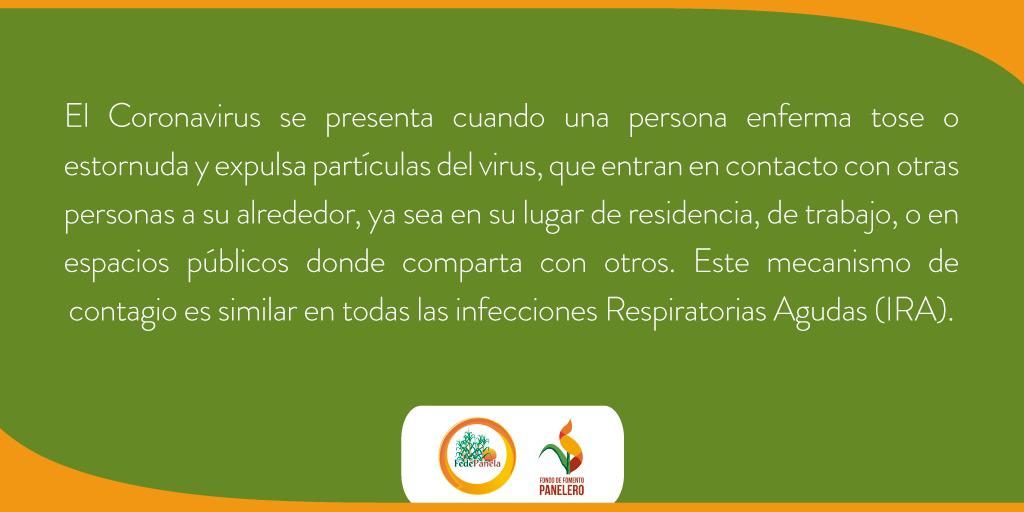 El Coronavirus se presenta cuando una persona enferma tose o
estornuda y expulsa partículas del virus, que entran en contacto con otras
personas a su alrededor, ya sea en su lugar de residencia, de trabajo, o en
espacios públicos donde comparta con otros. Este mecanismo de
contagio es similar en todas las infecciones Respiratorias Agudas (IRA).
FedePanela
FONDO DE FOMENTO
PANELERO